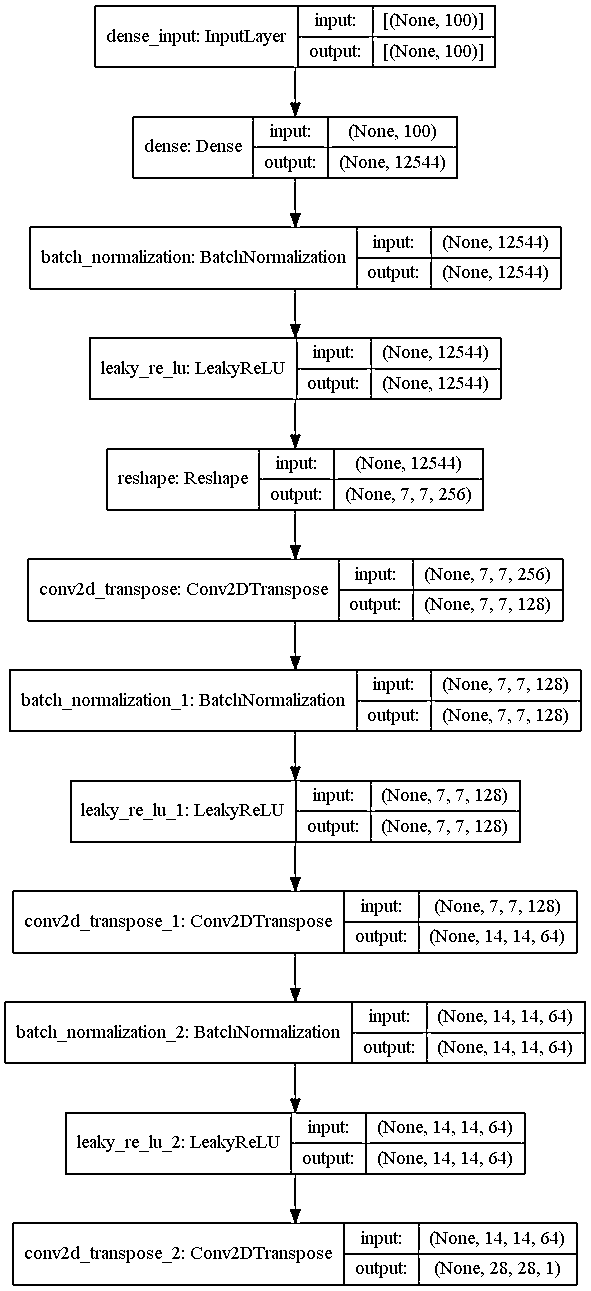 dense_input: InputLayer
input: [(None, 100)]
output: [(None, 100)]
dense: Dense
input: (None, 100)
output: (None, 12544)
batch_normalization: BatchNormalization
input: (None, 12544)
output: (None, 12544)
leaky_re_lu: LeakyReLU
input: (None, 12544)
output: (None, 12544)
reshape: Reshape
input: (None, 12544)
output: (None, 7, 7, 256)
conv2d_transpose: Conv2DTranspose
input: (None, 7, 7, 256)
output: (None, 7, 7, 128)
batch_normalization_1: BatchNormalization
input: (None, 7, 7, 128)
output: (None, 7, 7, 128)
leaky_re_lu_1: LeakyReLU
input: (None, 7, 7, 128)
output: (None, 7, 7, 128)
conv2d_transpose_1: Conv2DTranspose
input: (None, 7, 7, 128)
output: (None, 14, 14, 64)
batch_normalization_2: BatchNormalization
input: (None, 14, 14, 64)
output: (None, 14, 14, 64)
leaky_re_lu_2: LeakyReLU
input: (None, 14, 14, 64)
output: (None, 14, 14, 64)
conv2d_transpose_2: Conv2DTranspose
input: (None, 14, 14, 64)
output: (None, 28, 28, 1)